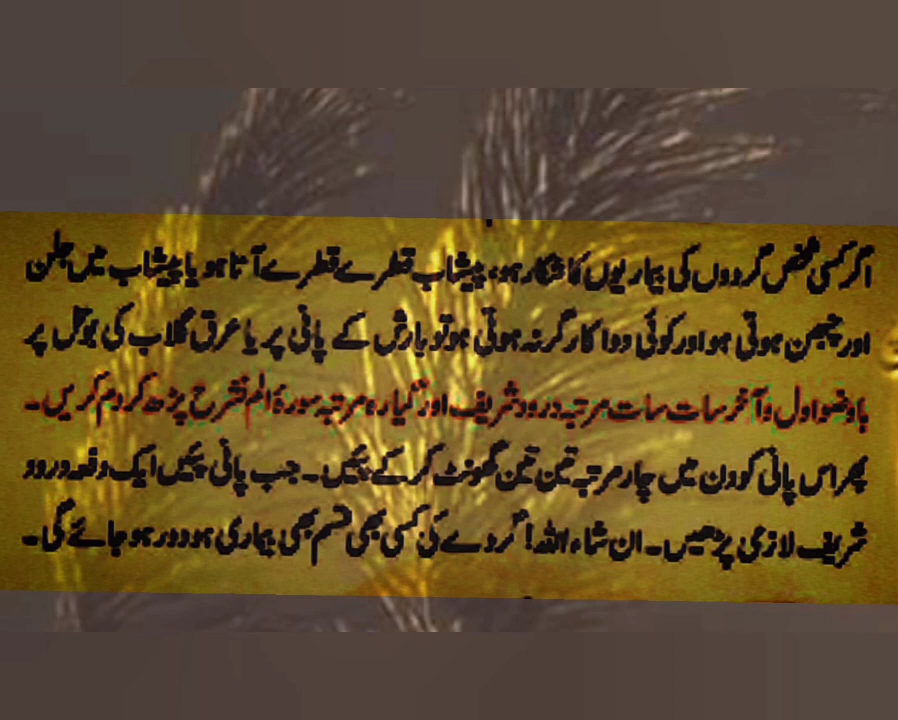 اگر کسی شخص گردوں کی بیماریوں کا شکار ہو، پیشاب قطرے قطرے آتا ہو یا پیشاب میں جلن
اور چبھن ہوتی ہو اور کوئی دوا کارگر نہ ہوتی ہو تو بارش کے پانی پر یا عرق گلاب کی بوتل پر
باوضو اول و آخر سات سات مرتبہ درود شریف اور گیارہ مرتبہ سورۂ الم نشرح پڑھ کر دم کریں۔
پھر اس پانی کو دن میں چار مرتبہ تین تین گھونٹ کر کے پئیں۔ جب پانی پئیں ایک دفعہ درود
شریف لازمی پڑھیں۔ ان شاء اللہ! گردے کی کسی بھی قسم بھی بیماری ہو دور ہو جائے گی۔